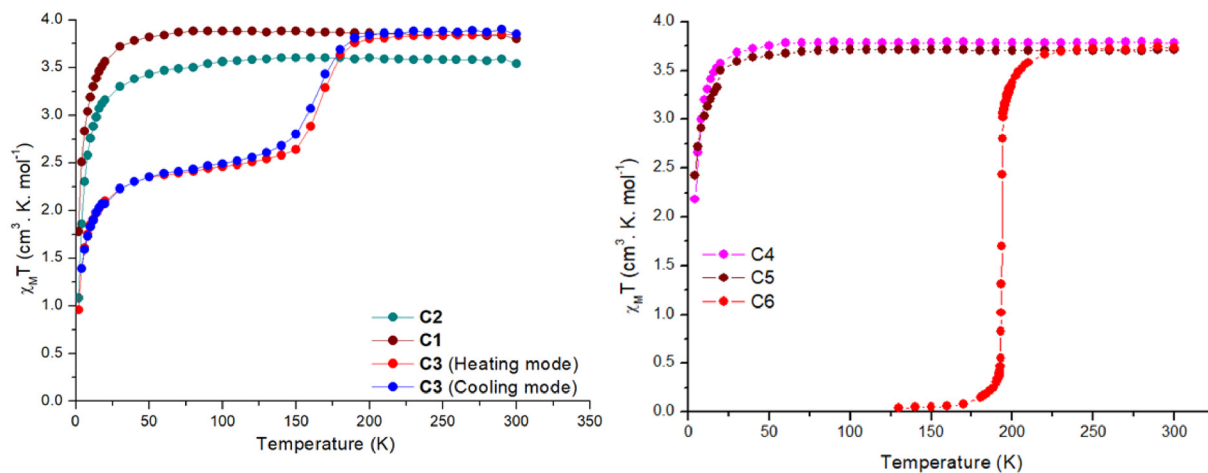 4.0
3.5
3.0
2.5
2.0
1.5
1.0
0.5
0.0
χ_M T (cm³. K. mol⁻¹)
C2
C1
C3 (Heating mode)
C3 (Cooling mode)
0 50 100 150 200 250 300 350
Temperature (K)
4.0
3.5
3.0
2.5
2.0
1.5
1.0
0.5
0.0
χ_M T (cm³. K. mol⁻¹)
C4
C5
C6
0 50 100 150 200 250 300
Temperature (K)